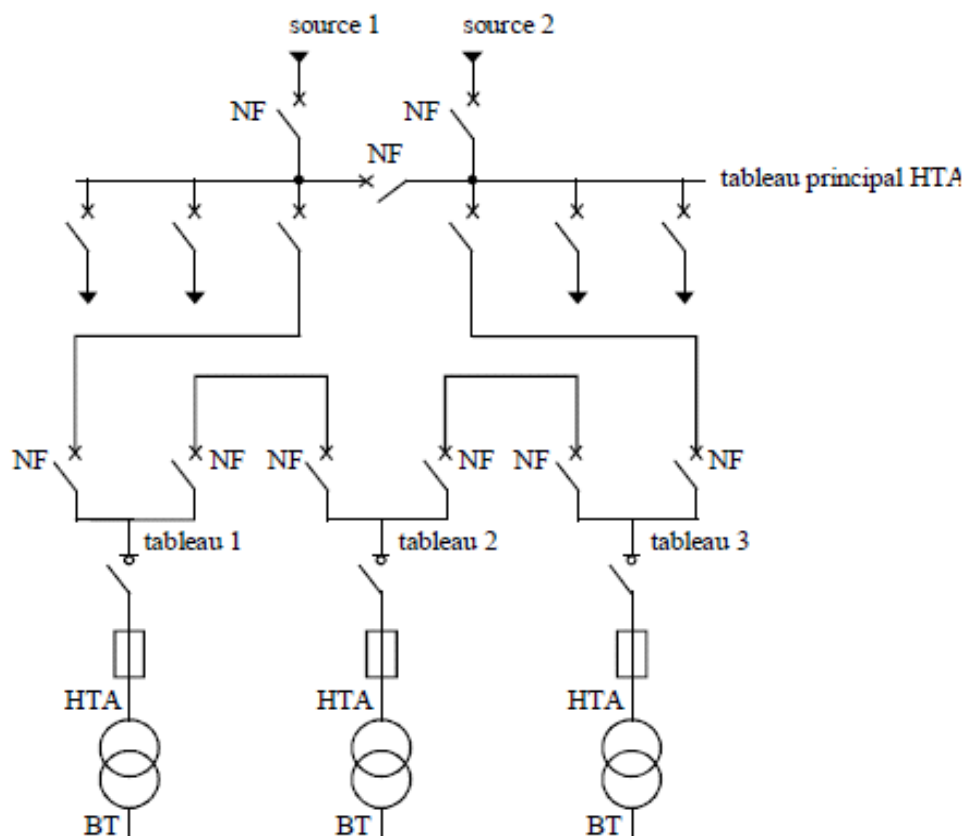 source 1
source 2
NF
NF
NF
tableau principal HTA
NF
NF
NF
NF
NF
NF
tableau 1
tableau 2
tableau 3
HTA
HTA
HTA
BT
BT
BT